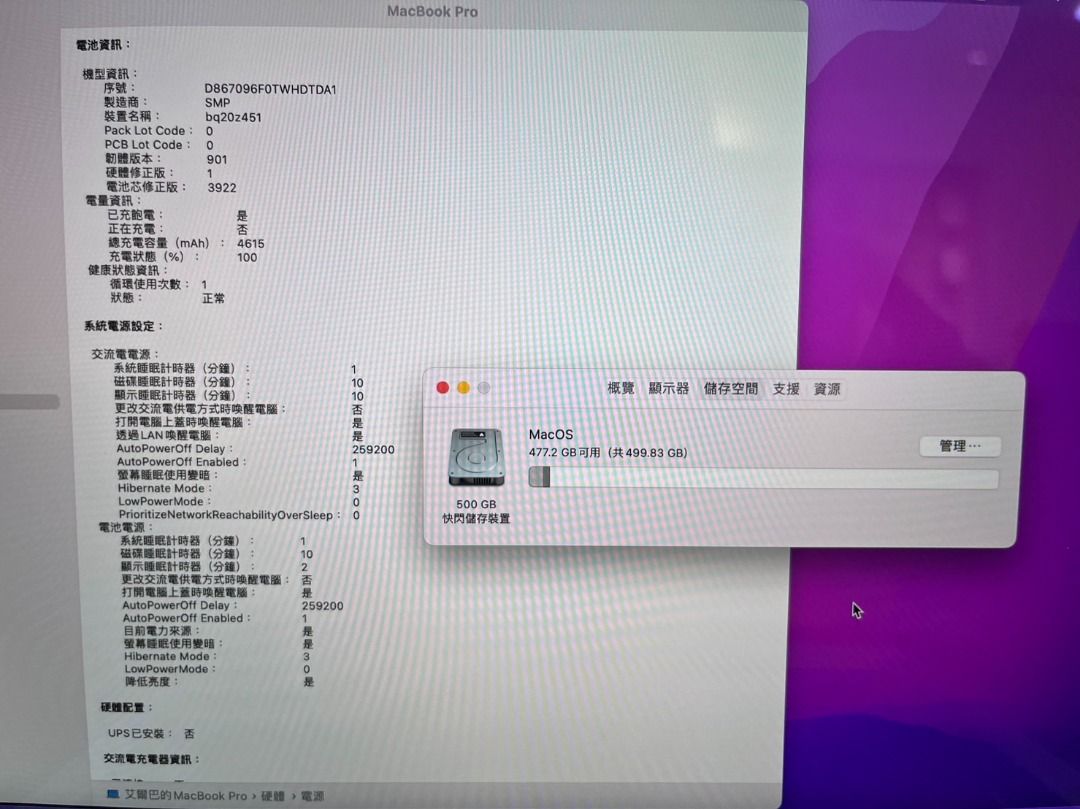 MacBook Pro
電池資訊：
機型資訊：
序號： D867096F0TWHDTDA1
製造商： SMP
裝置名稱： bq20z451
Pack Lot Code： 0
PCB Lot Code： 0
韌體版本： 901
硬體修正版： 1
電池芯修正版： 3922
電量資訊：
已充飽電： 是
正在充電： 否
總充電容量（mAh）： 4615
充電狀態（%）： 100
健康狀態資訊：
循環使用次數： 1
狀態： 正常
系統電源設定：
交流電電源：
系統睡眠計時器（分鐘）： 1
磁碟睡眠計時器（分鐘）： 10
顯示睡眠計時器（分鐘）： 10
更改交流電供電方式時喚醒電腦： 否
打開電腦上蓋時喚醒電腦： 是
透過LAN喚醒電腦： 是
AutoPowerOff Delay： 259200
AutoPowerOff Enabled： 1
螢幕睡眠使用變暗： 是
Hibernate Mode： 3
LowPowerMode： 0
PrioritizeNetworkReachabilityOverSleep： 0
電池電源：
系統睡眠計時器（分鐘）： 1
磁碟睡眠計時器（分鐘）： 10
顯示睡眠計時器（分鐘）： 2
更改交流電供電方式時喚醒電腦： 否
打開電腦上蓋時喚醒電腦： 是
AutoPowerOff Delay： 259200
AutoPowerOff Enabled： 1
目前電力來源： 是
螢幕睡眠使用變暗： 是
Hibernate Mode： 3
LowPowerMode： 0
降低亮度： 是
硬體配置：
UPS已安裝： 否
交流電充電器資訊：
艾爾巴的MacBook Pro › 硬體 › 電源
概覽 顯示器 儲存空間 支援 資源
MacOS
477.2 GB可用（共499.83 GB）
管理⋯
500 GB
快閃儲存裝置